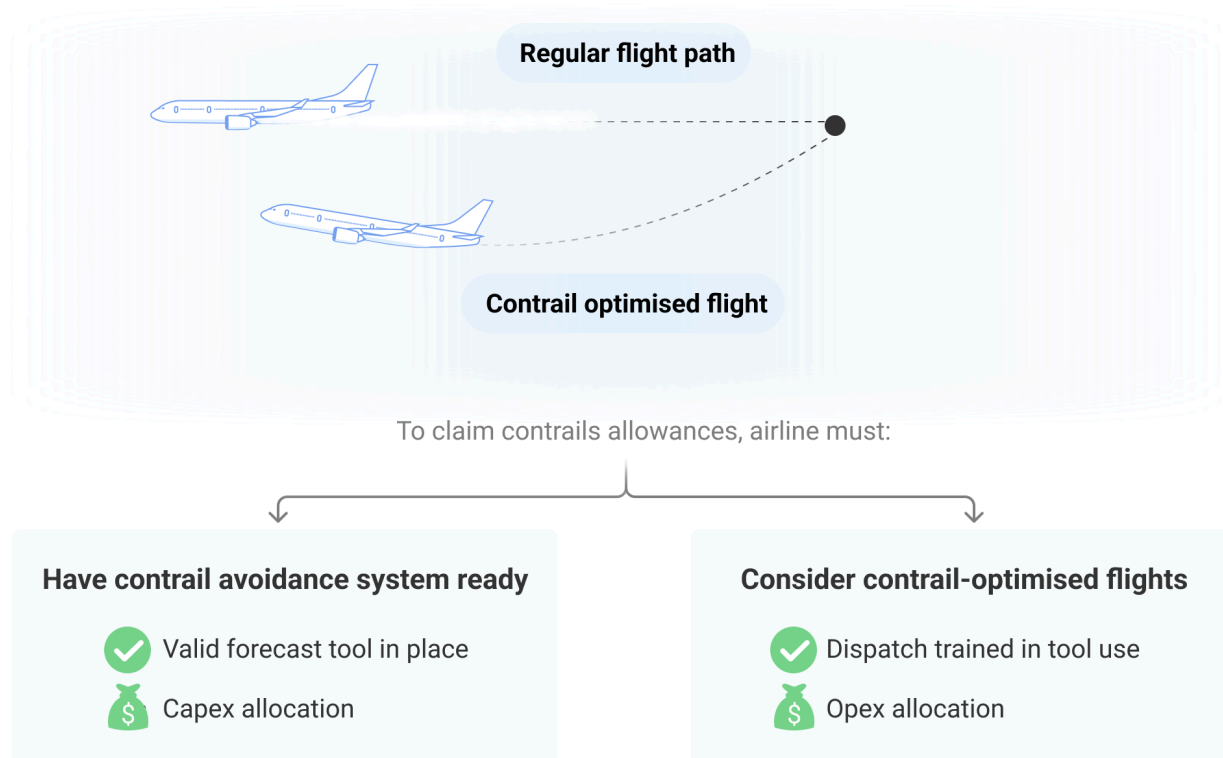 Regular flight path
Contrail optimised flight
To claim contrails allowances, airline must:
Have contrail avoidance system ready
Valid forecast tool in place
$ Capex allocation
Consider contrail-optimised flights
Dispatch trained in tool use
$ Opex allocation